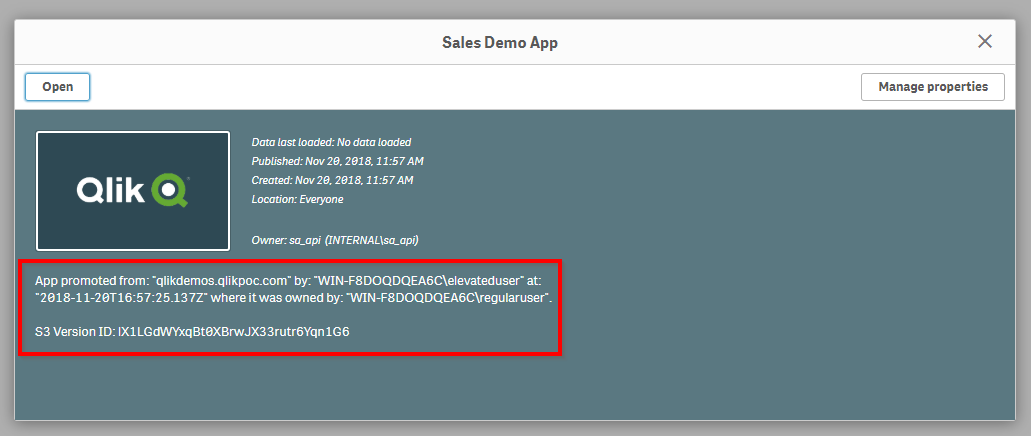 Sales Demo App
Open
Manage properties
Qlik
Data last loaded: No data loaded
Published: Nov 20, 2018, 11:57 AM
Created: Nov 20, 2018, 11:57 AM
Location: Everyone
Owner: sa_api (INTERNAL\sa_api)
App promoted from: "qlikdemos.qlikpoc.com" by: "WIN-F8DOQDQEA6C\elevateduser" at:
"2018-11-20T16:57:25.137Z" where it was owned by: "WIN-F8DOQDQEA6C\regularuser".
S3 Version ID: lX1LGdWYxqBt0XBrwJX33rutr6Yqn1G6